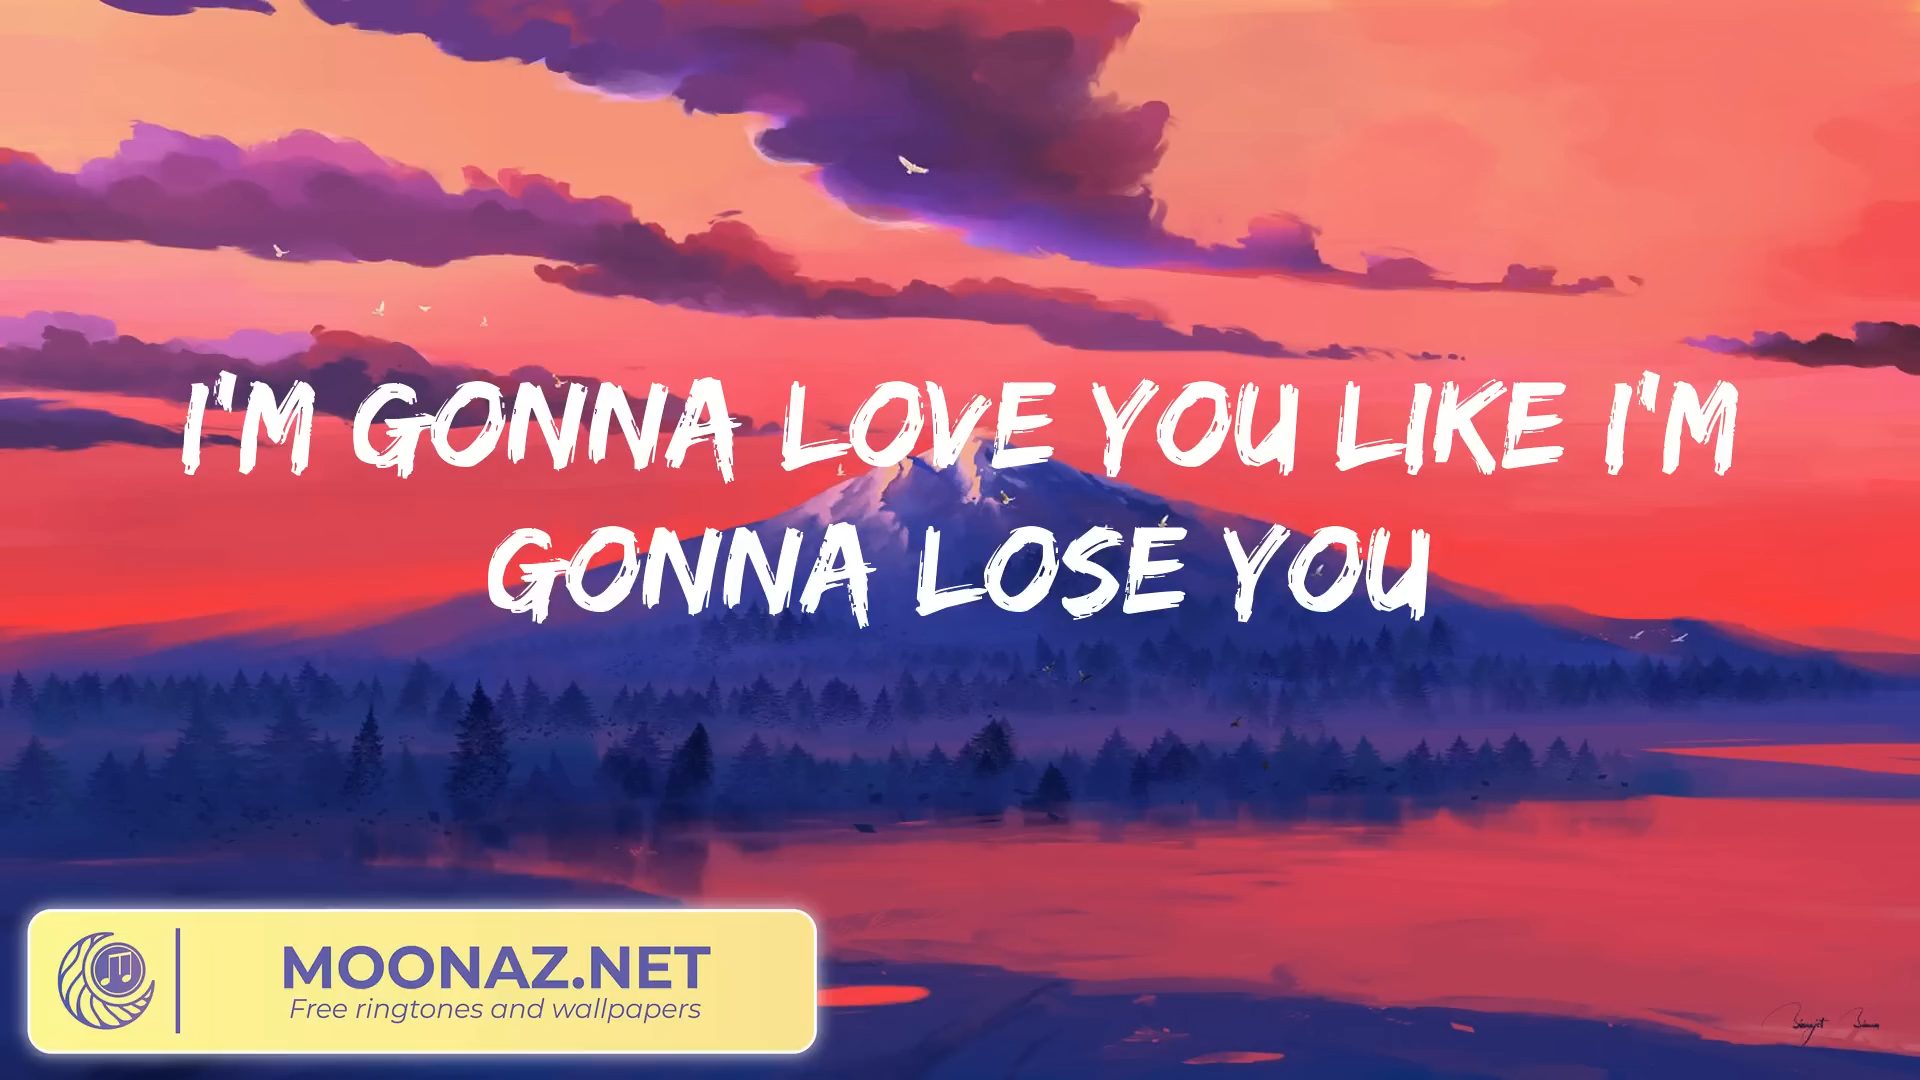 I'M GONNA LOVE YOU LIKE I'M
GONNA LOSE YOU
MOONAZ.NET
Free ringtones and wallpapers